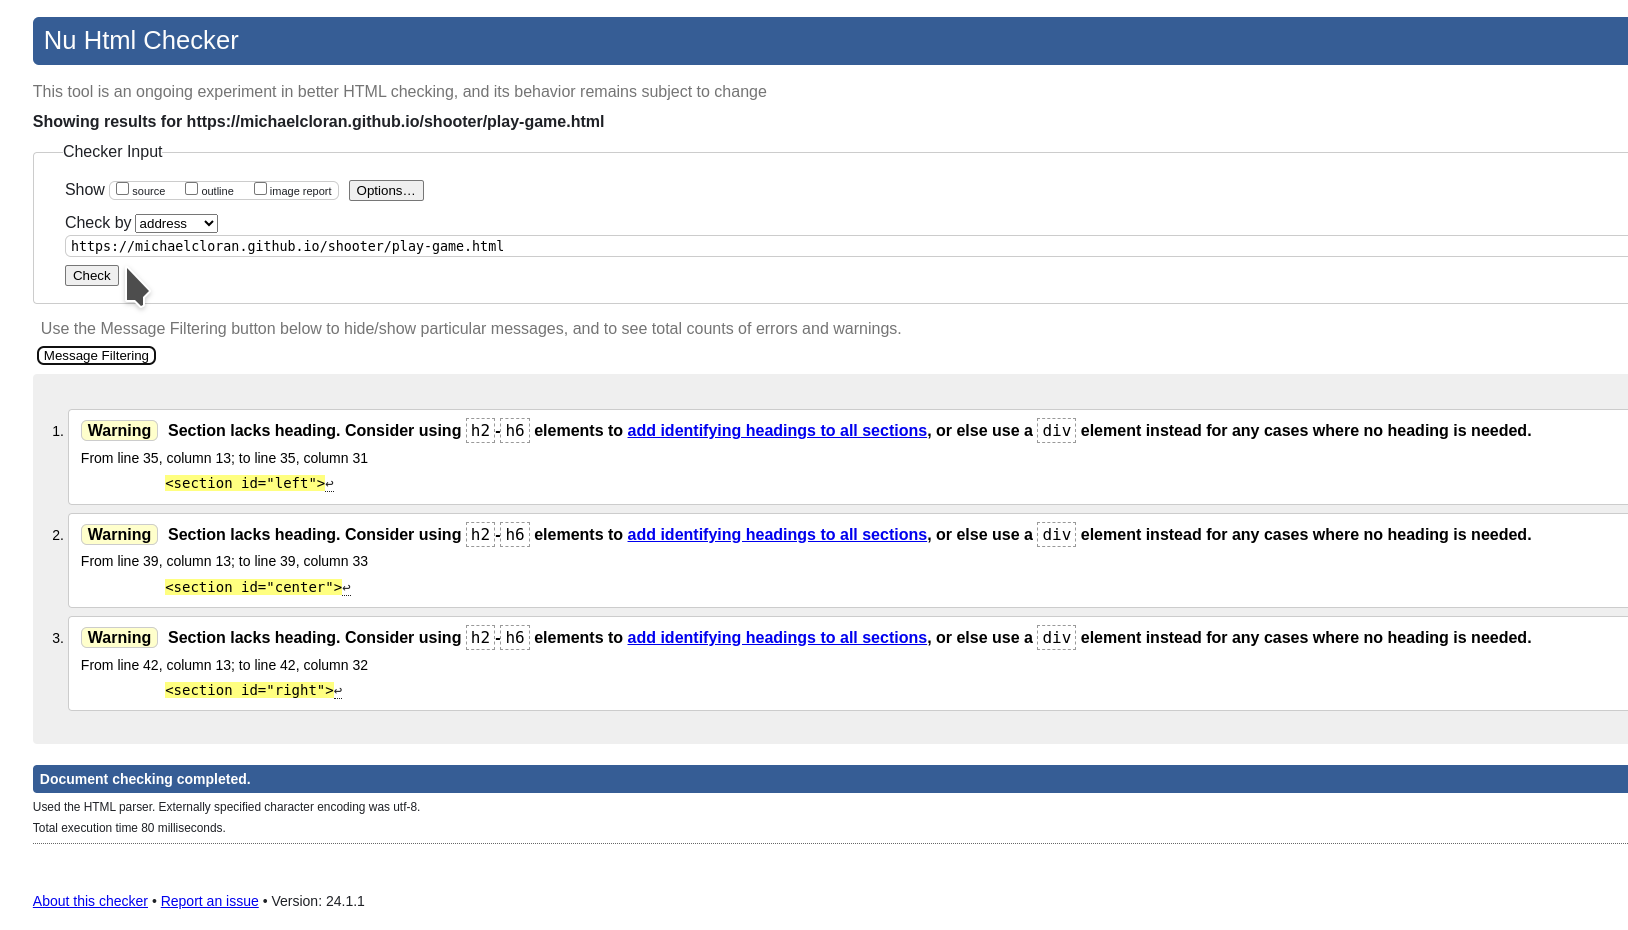 Nu Html Checker
This tool is an ongoing experiment in better HTML checking, and its behavior remains subject to change
Showing results for https://michaelcloran.github.io/shooter/play-game.html
Checker Input
Show source outline image report Options…
Check by address
https://michaelcloran.github.io/shooter/play-game.html
Check
Use the Message Filtering button below to hide/show particular messages, and to see total counts of errors and warnings.
Message Filtering
1. Warning Section lacks heading. Consider using h2-h6 elements to add identifying headings to all sections, or else use a div element instead for any cases where no heading is needed.
From line 35, column 13; to line 35, column 31
<section id="left">↩
2. Warning Section lacks heading. Consider using h2-h6 elements to add identifying headings to all sections, or else use a div element instead for any cases where no heading is needed.
From line 39, column 13; to line 39, column 33
<section id="center">↩
3. Warning Section lacks heading. Consider using h2-h6 elements to add identifying headings to all sections, or else use a div element instead for any cases where no heading is needed.
From line 42, column 13; to line 42, column 32
<section id="right">↩
Document checking completed.
Used the HTML parser. Externally specified character encoding was utf-8.
Total execution time 80 milliseconds.
About this checker • Report an issue • Version: 24.1.1